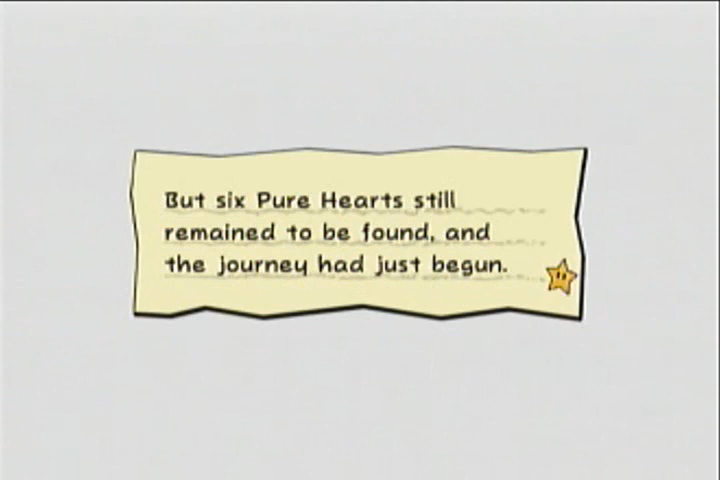 But six Pure Hearts still
remained to be found, and
the journey had just begun.